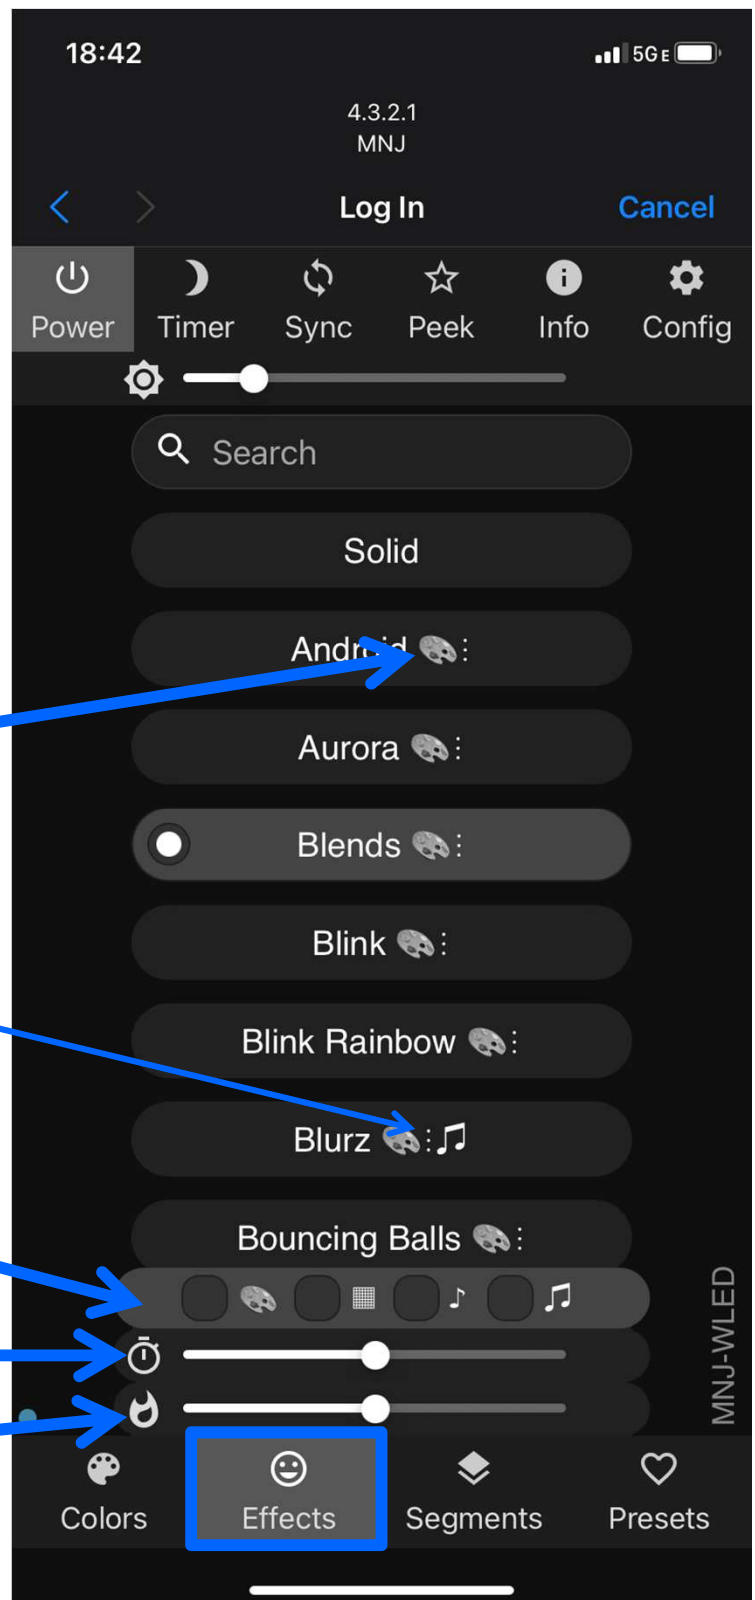 18:42
5G E
4.3.2.1
MNJ
Log In
Cancel
Power Timer Sync Peek Info Config
Search
Solid
Android
Aurora
Blends
Blink
Blink Rainbow
Blurz
Bouncing Balls
MNJ-WLED
Colors Effects Segments Presets